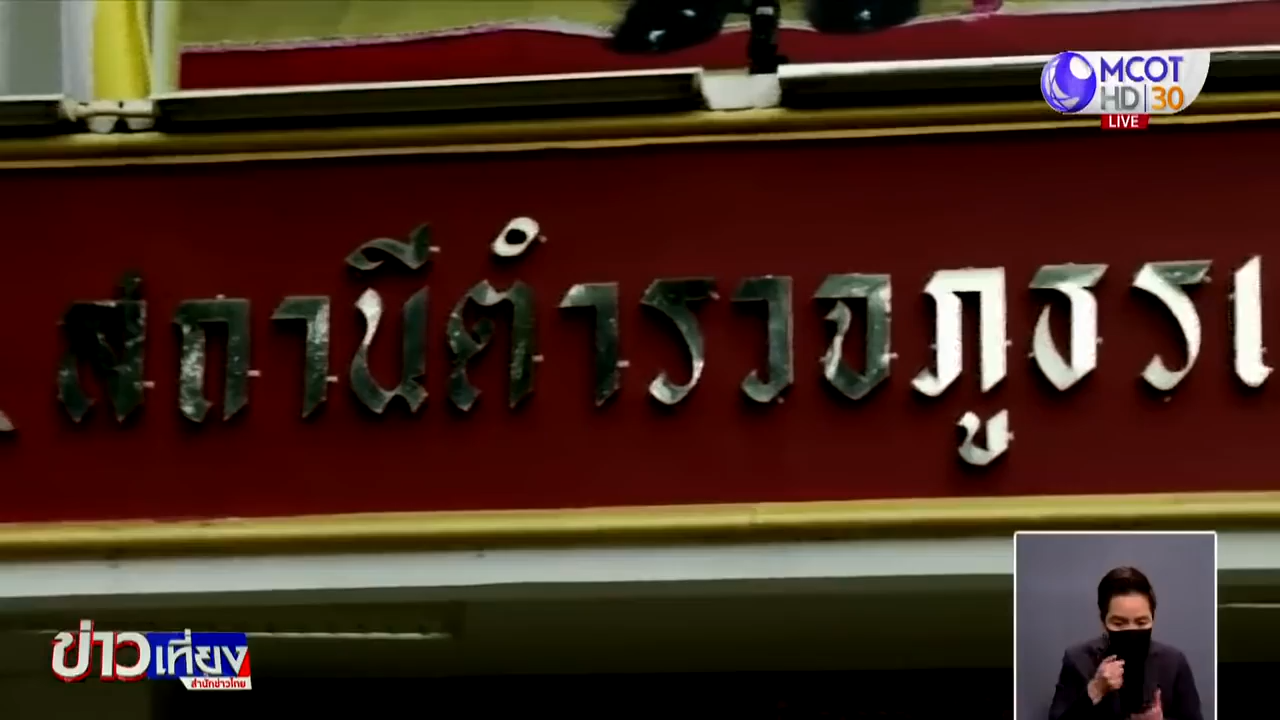 MCOT
HD 30
LIVE
สถานีตำรวจภูธรเ
ข่าวเที่ยง
สำนักข่าวไทย